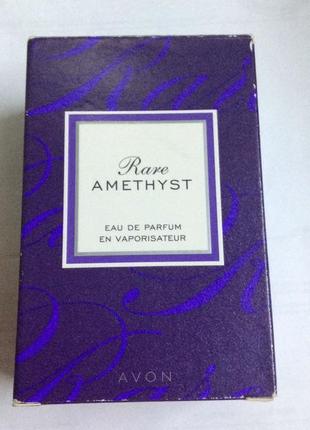 Rare
AMETHYST
EAU DE PARFUM
EN VAPORISATEUR
AVON